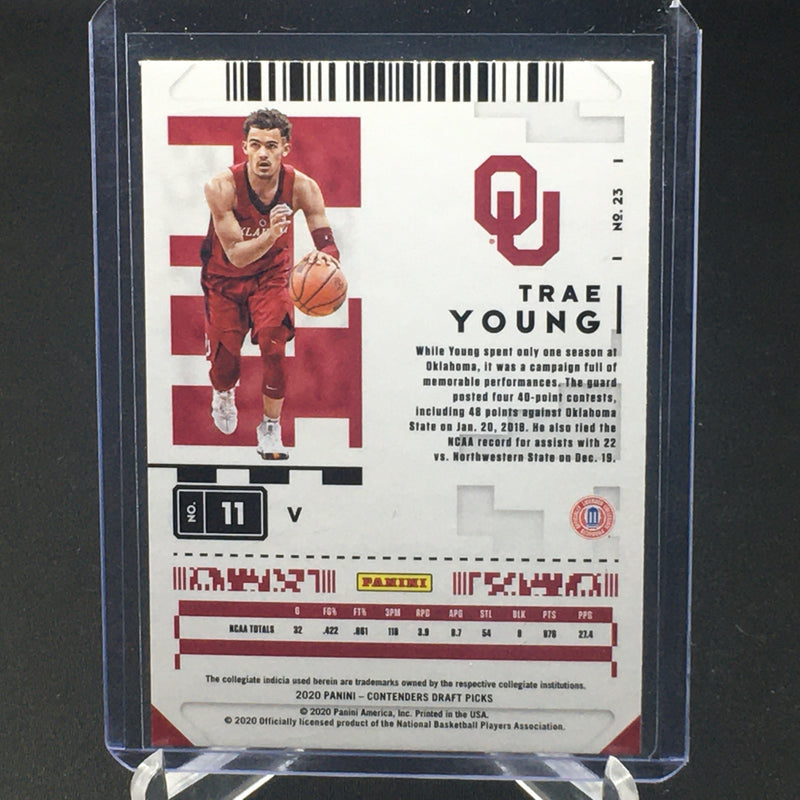 OU
No. 23
OKLAHOMA
TRAE
YOUNG
While Young spent only one season at
Oklahoma, it was a campaign full of
memorable performances. The guard
posted four 40-point contests,
including 48 points against Oklahoma
State on Jan. 20, 2018. He also tied the
NCAA record for assists with 22
vs. Northwestern State on Dec. 19.
NO. 11 V
PANINI
G FG% FT% 3PM RPG APG STL BLK PTS PPG
NCAA TOTALS 32 .422 .861 118 3.9 8.7 54 8 876 27.4
The collegiate indicia used herein are trademarks owned by the respective collegiate institutions.
2020 PANINI – CONTENDERS DRAFT PICKS
© 2020 Panini America, Inc. Printed in the USA.
© 2020 Officially licensed product of the National Basketball Players Association.